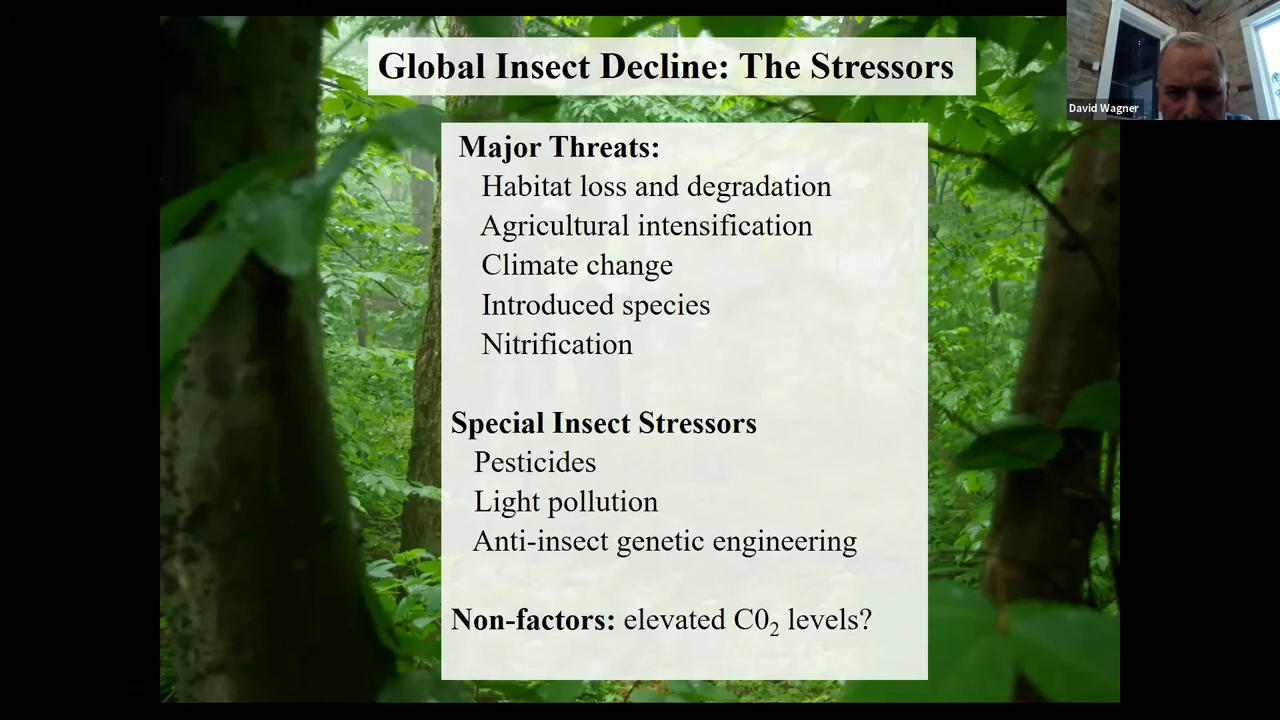 Global Insect Decline: The Stressors
David Wagner
Major Threats:
Habitat loss and degradation
Agricultural intensification
Climate change
Introduced species
Nitrification
Special Insect Stressors
Pesticides
Light pollution
Anti-insect genetic engineering
Non-factors: elevated C0₂ levels?